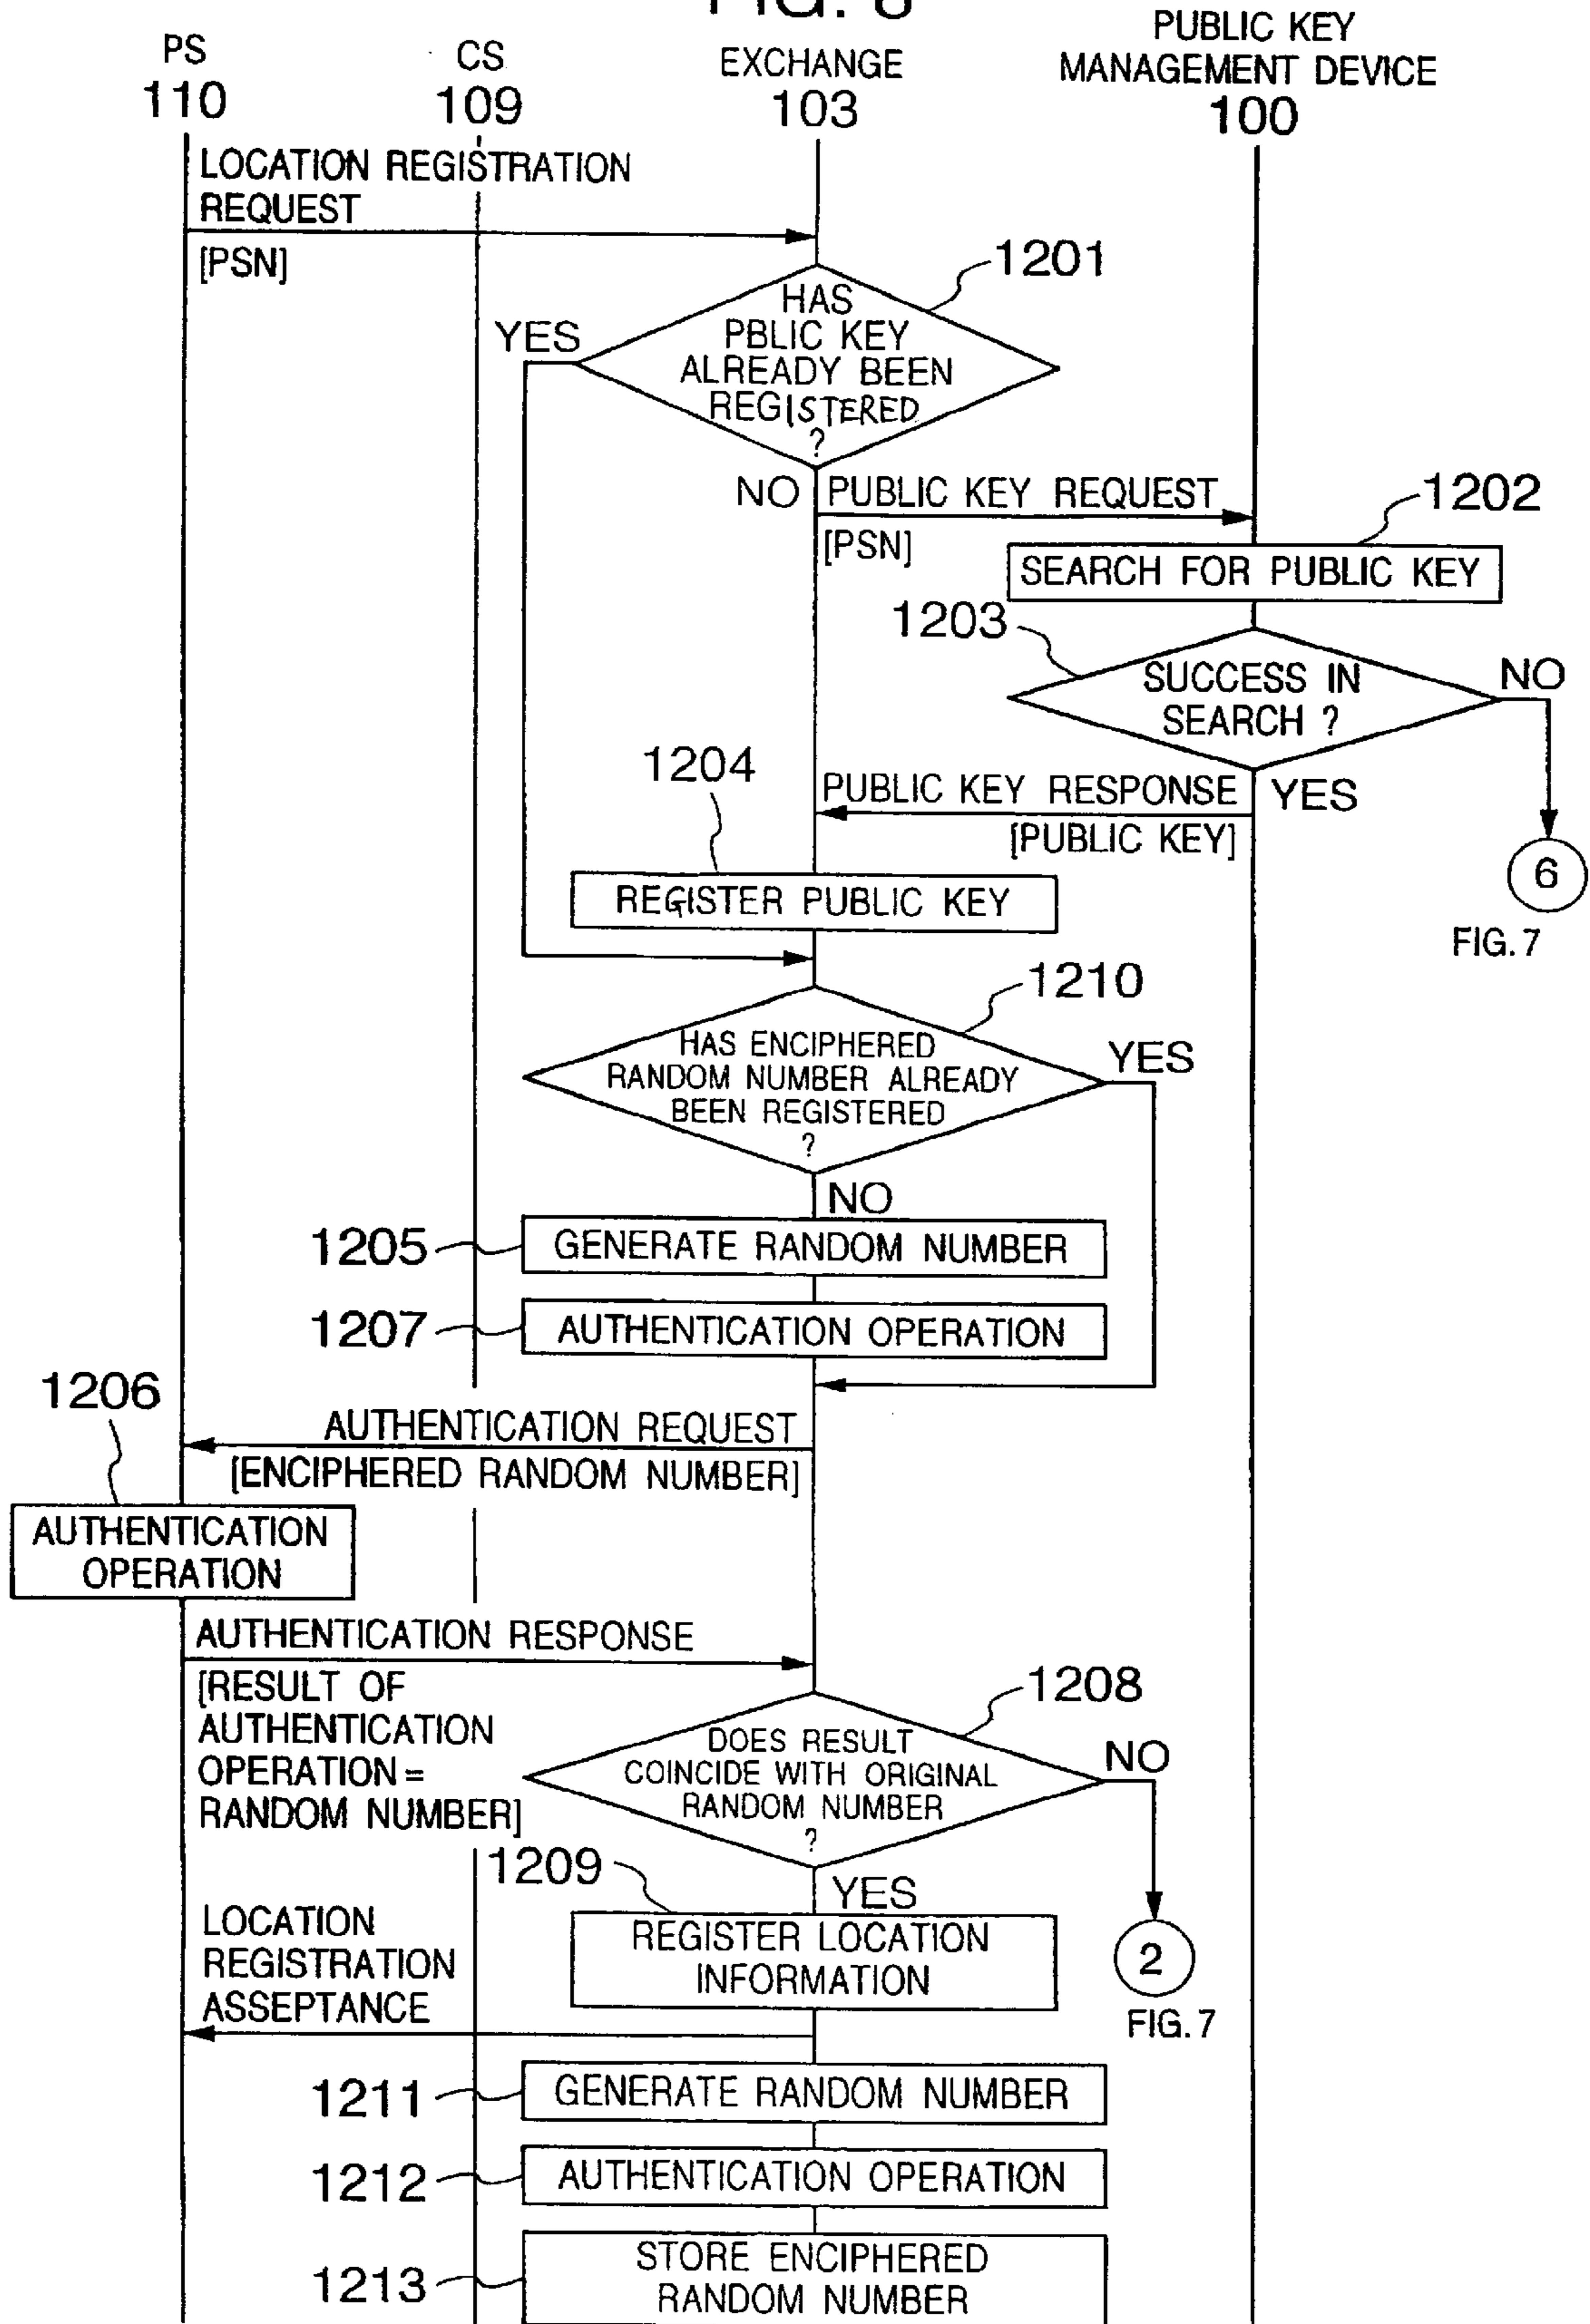 PS
110
CS
109
EXCHANGE
103
PUBLIC KEY
MANAGEMENT DEVICE
100
LOCATION REGISTRATION
REQUEST
[PSN]
1201
HAS
PBLIC KEY
ALREADY BEEN
REGISTERED
?
YES
NO
PUBLIC KEY REQUEST
[PSN]
1202
SEARCH FOR PUBLIC KEY
1203
SUCCESS IN
SEARCH ?
NO
YES
6
FIG. 7
PUBLIC KEY RESPONSE
[PUBLIC KEY]
1204
REGISTER PUBLIC KEY
1210
HAS ENCIPHERED
RANDOM NUMBER ALREADY
BEEN REGISTERED
?
YES
NO
1205
GENERATE RANDOM NUMBER
1207
AUTHENTICATION OPERATION
1206
AUTHENTICATION REQUEST
[ENCIPHERED RANDOM NUMBER]
AUTHENTICATION
OPERATION
AUTHENTICATION RESPONSE
[RESULT OF
AUTHENTICATION
OPERATION =
RANDOM NUMBER]
1208
DOES RESULT
COINCIDE WITH ORIGINAL
RANDOM NUMBER
?
NO
2
FIG. 7
YES
1209
REGISTER LOCATION
INFORMATION
LOCATION
REGISTRATION
ASSEPTANCE
1211
GENERATE RANDOM NUMBER
1212
AUTHENTICATION OPERATION
1213
STORE ENCIPHERED
RANDOM NUMBER